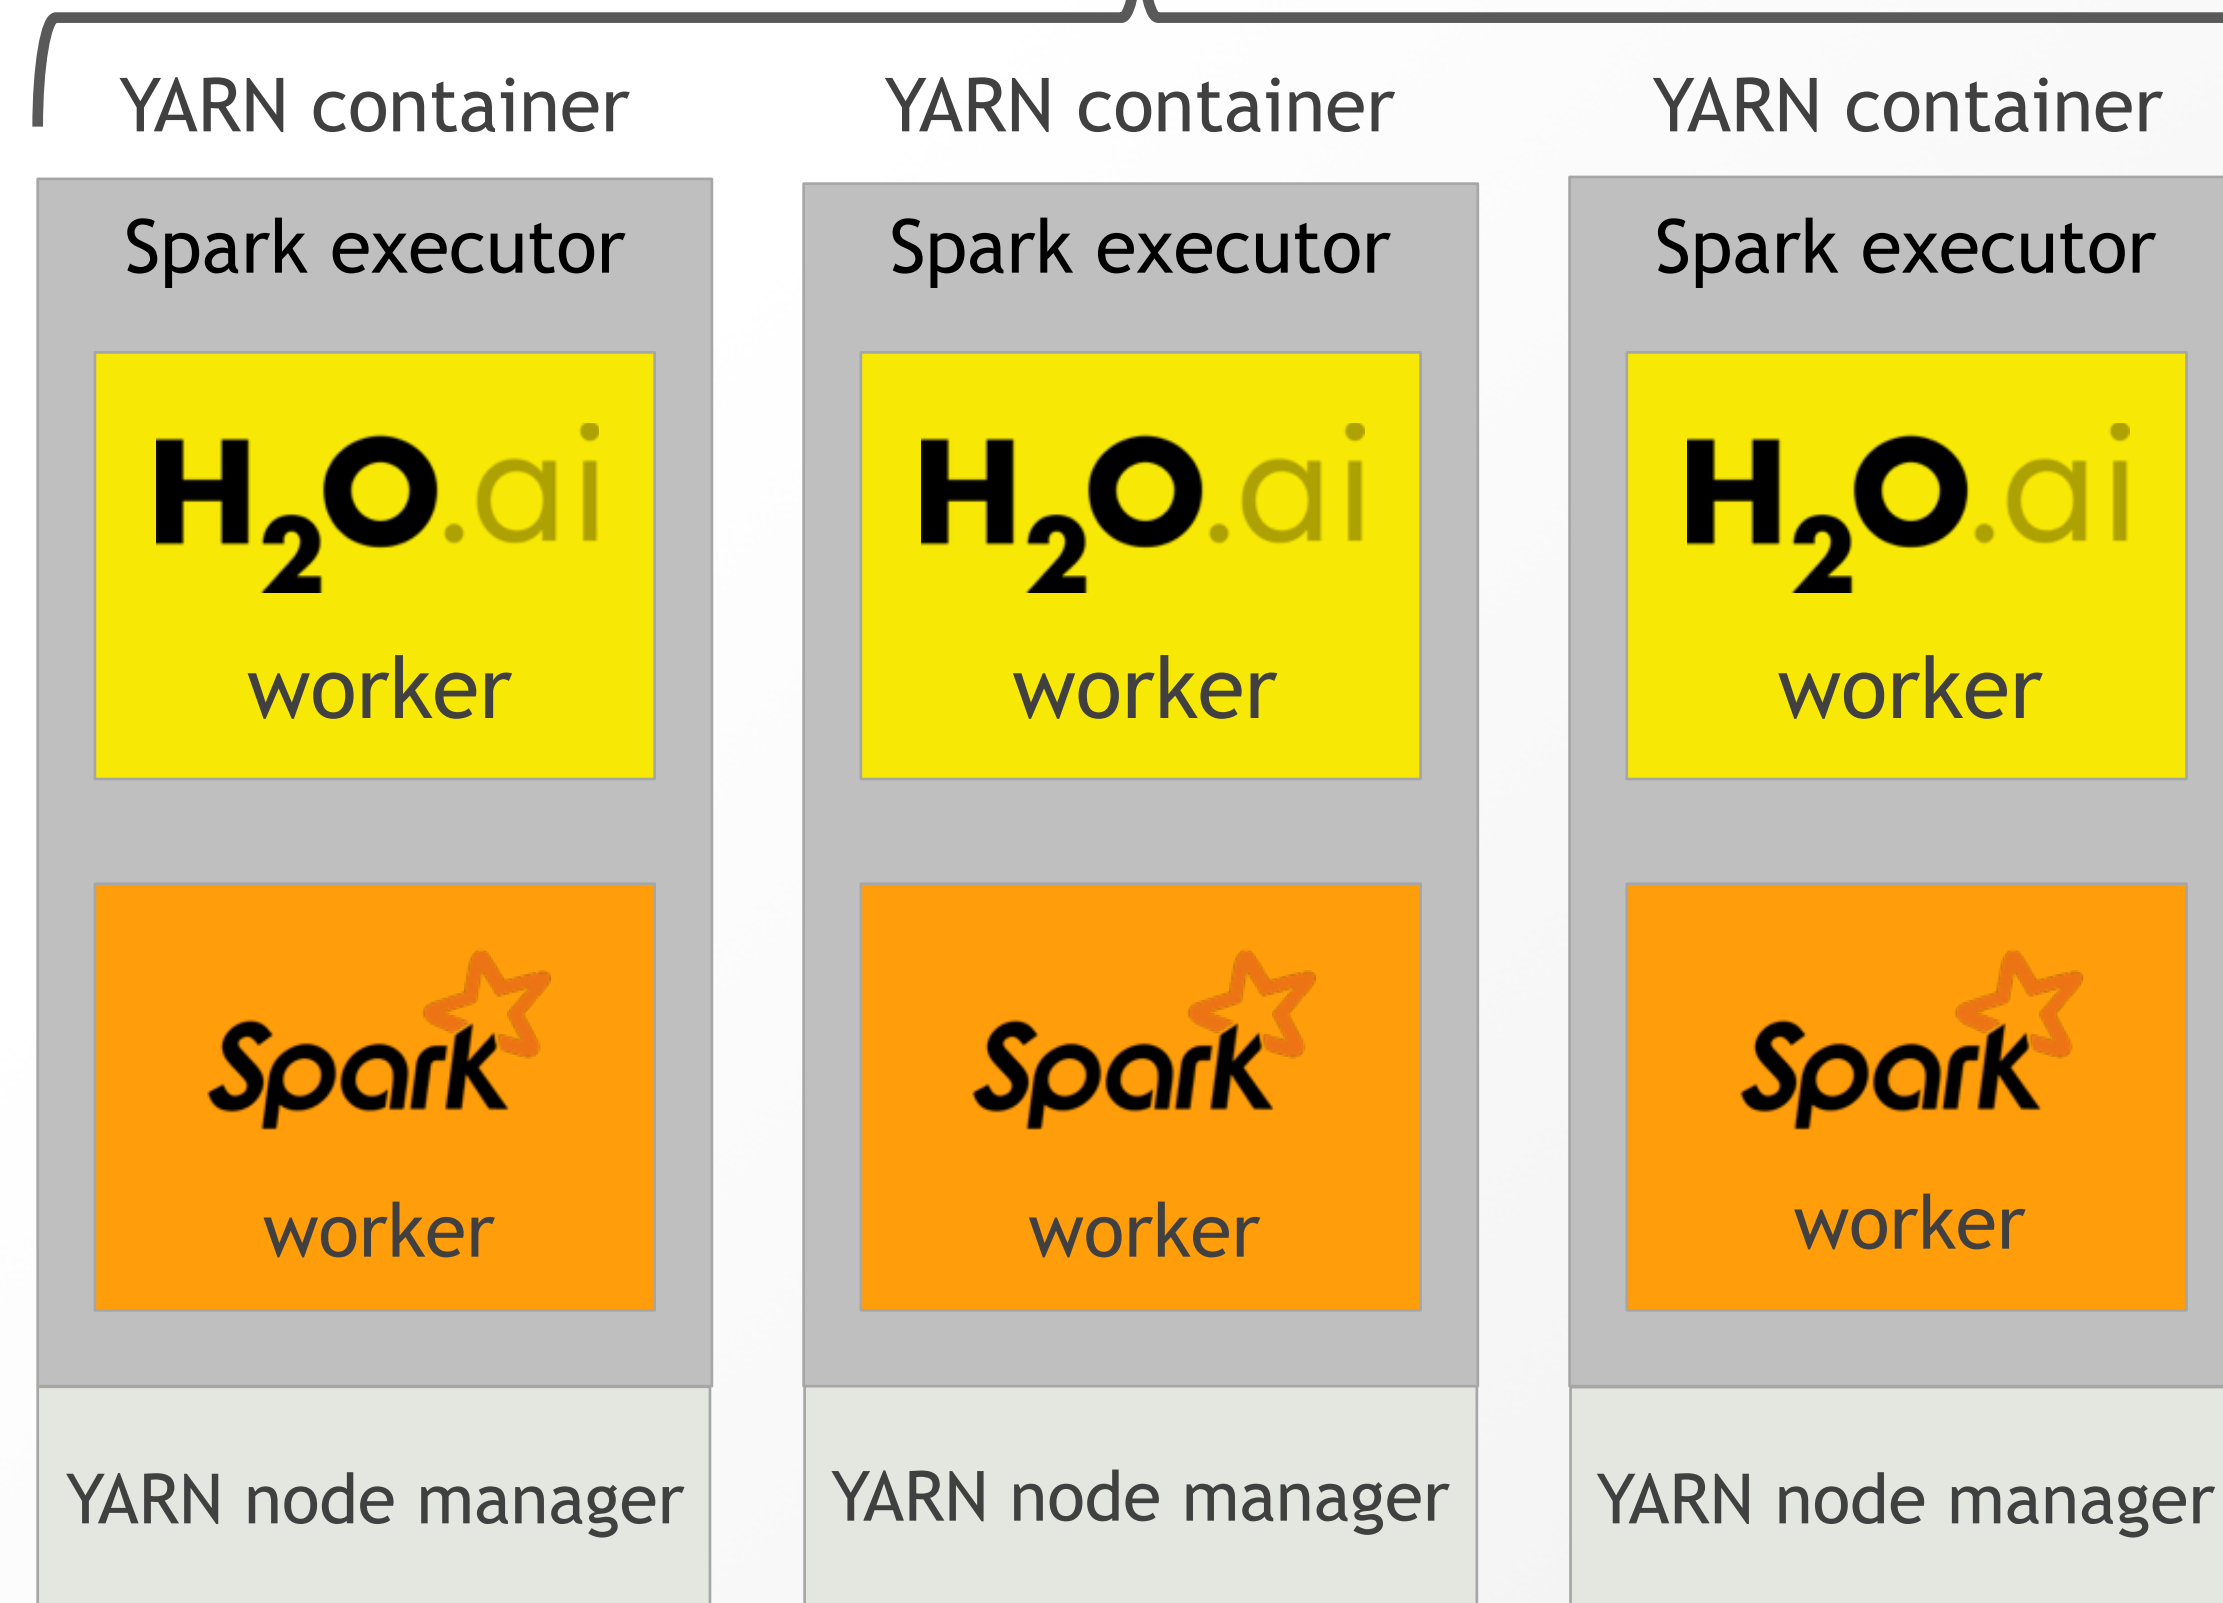 YARN container YARN container YARN container
Spark executor Spark executor Spark executor
H2O.ai H2O.ai H2O.ai
worker worker worker
Spark Spark Spark
worker worker worker
YARN node manager YARN node manager YARN node manager